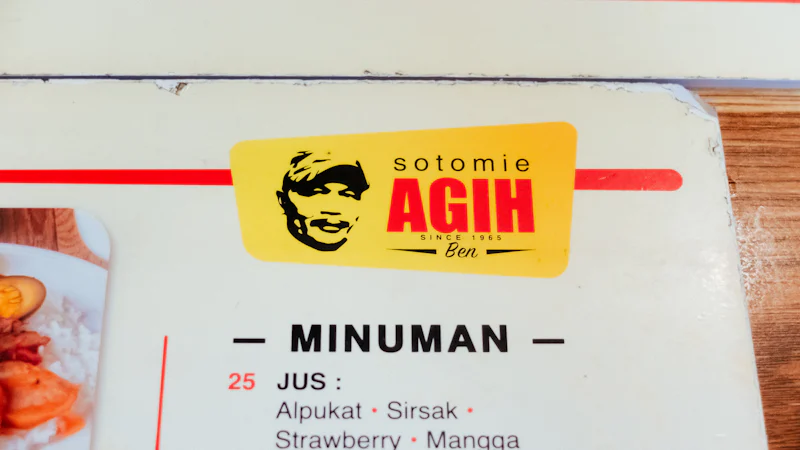 sotomie
AGIH
SINCE 1965
Ben
— MINUMAN —
25 JUS :
Alpukat • Sirsak •
Strawberry • Mangga